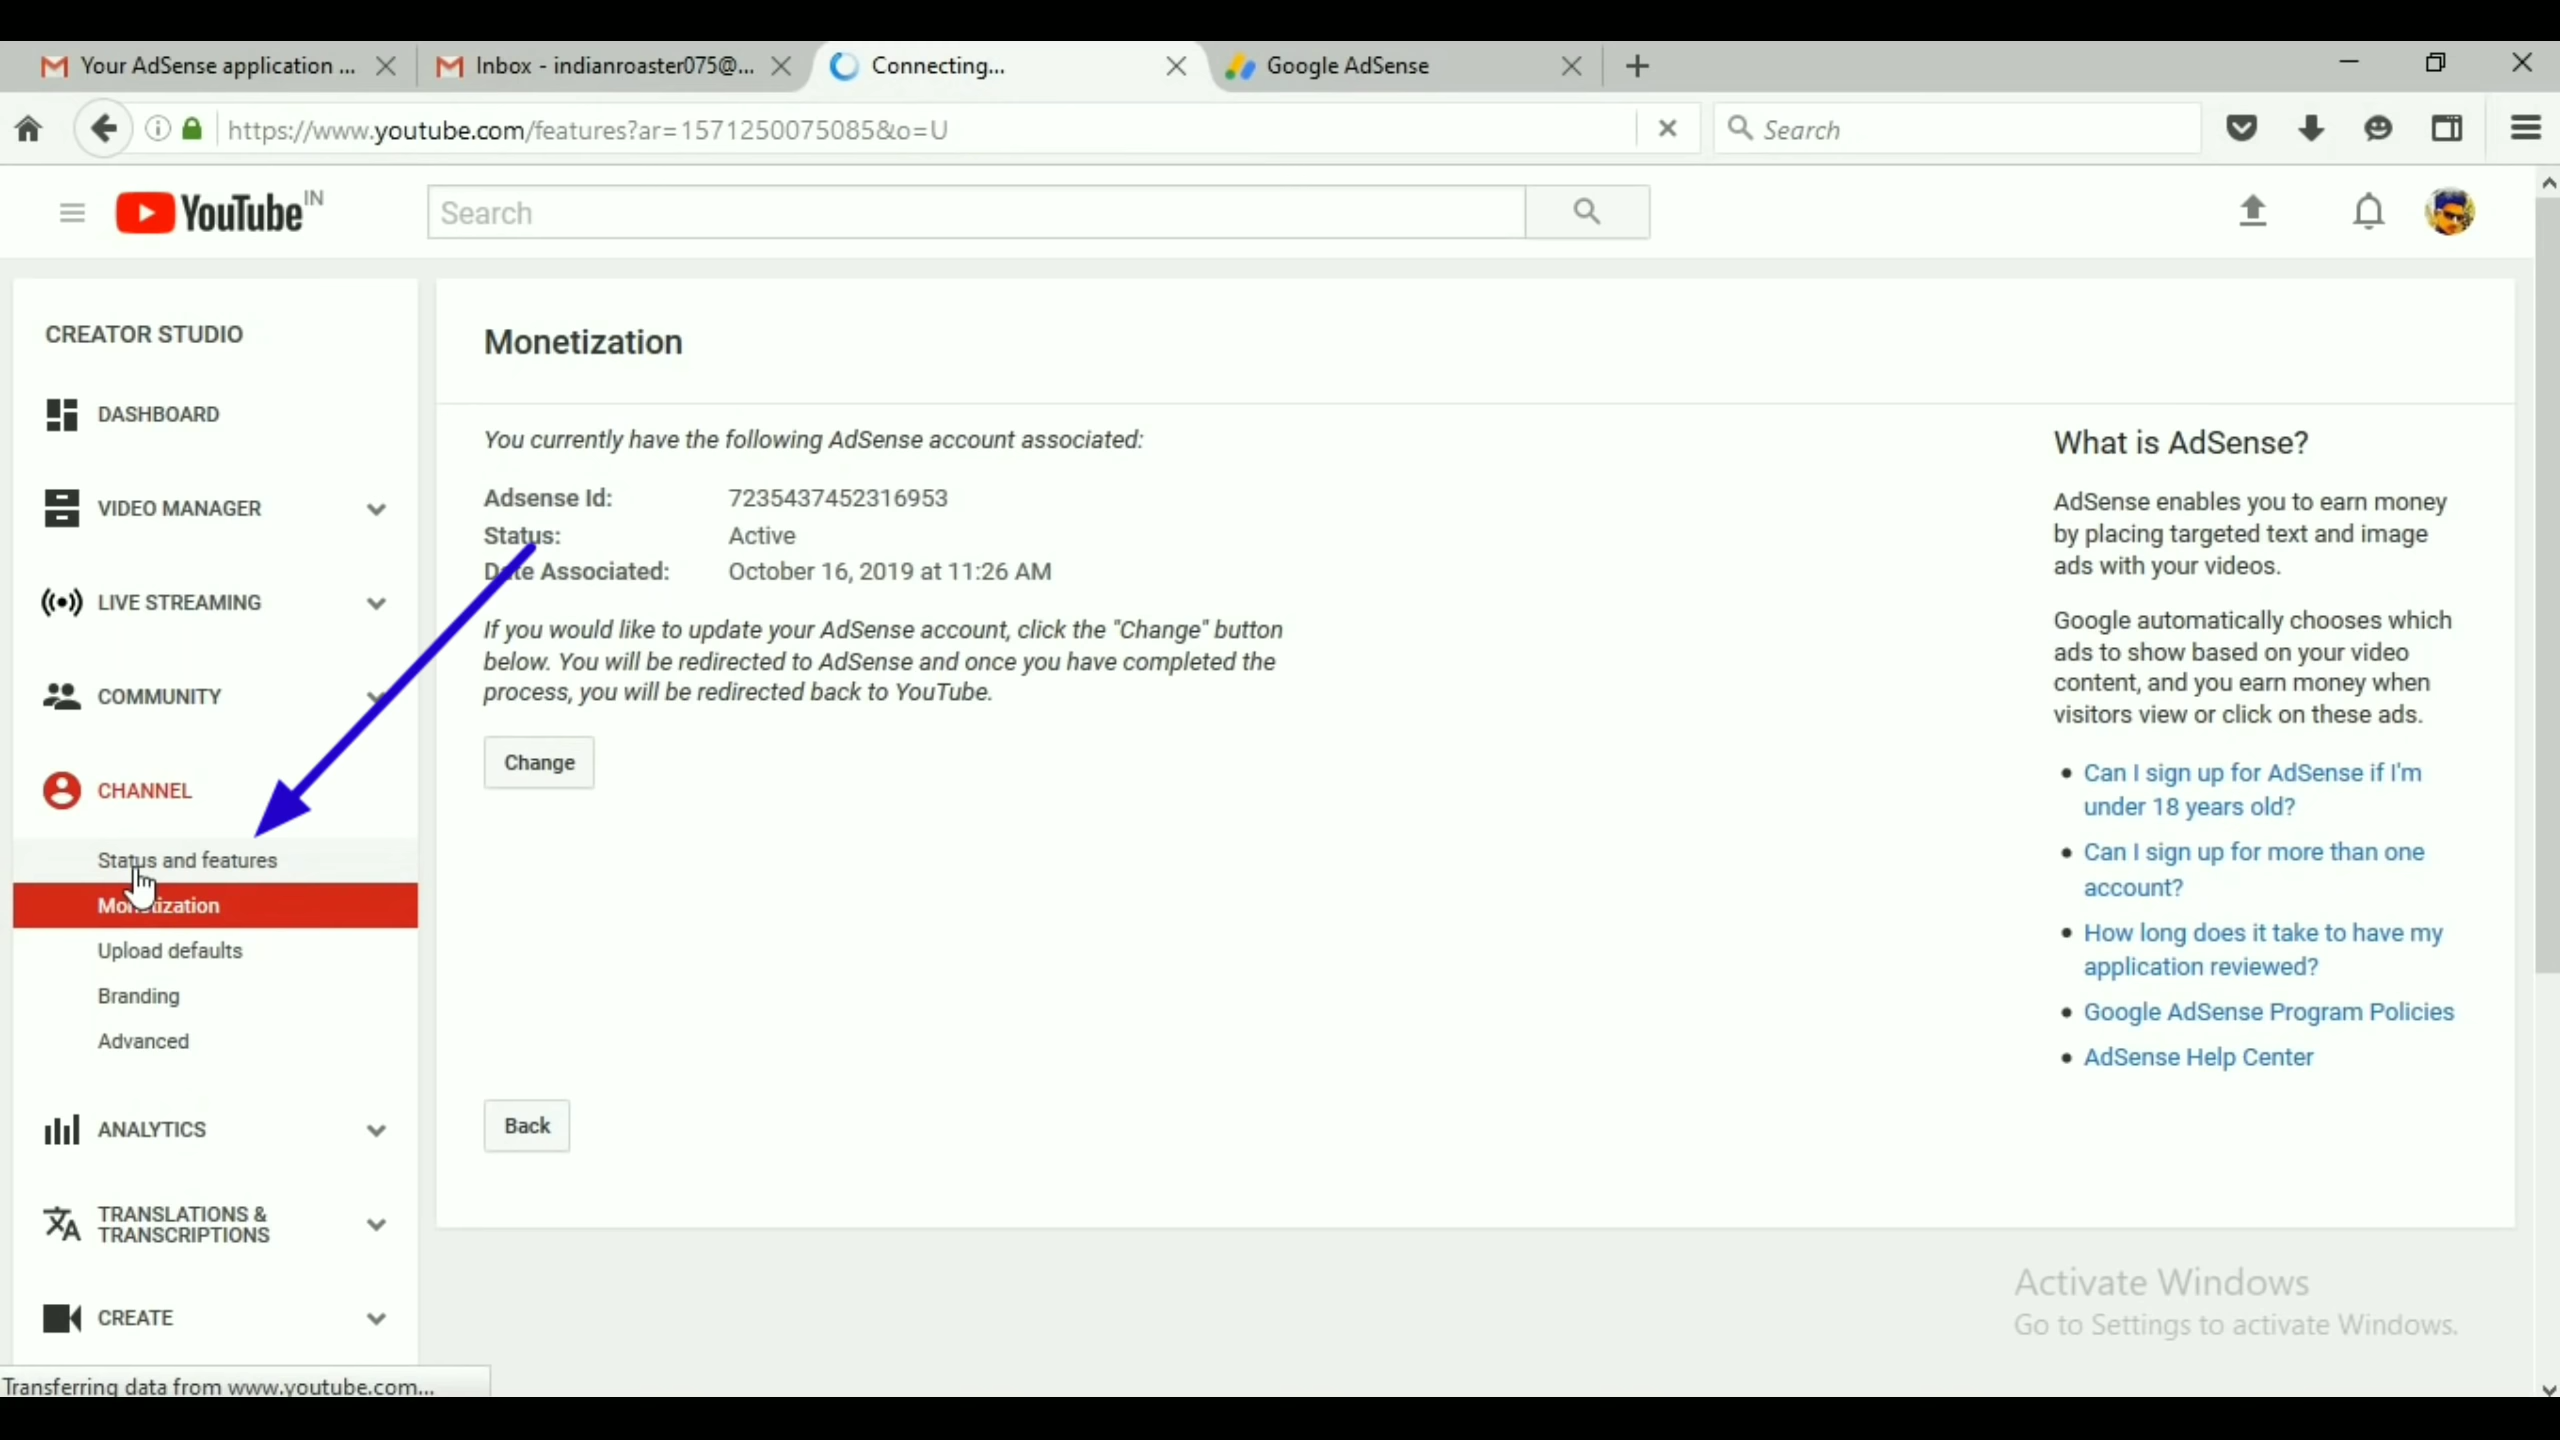 Your AdSense application ...
Inbox - indianroaster075@...
Connecting...
Google AdSense
https://www.youtube.com/features?ar=1571250075085&o=U
Search
YouTube IN
Search
CREATOR STUDIO
DASHBOARD
VIDEO MANAGER
LIVE STREAMING
COMMUNITY
CHANNEL
Status and features
Monetization
Upload defaults
Branding
Advanced
ANALYTICS
TRANSLATIONS &
TRANSCRIPTIONS
CREATE
Monetization
You currently have the following AdSense account associated:
Adsense Id: 7235437452316953
Status: Active
Date Associated: October 16, 2019 at 11:26 AM
If you would like to update your AdSense account, click the "Change" button
below. You will be redirected to AdSense and once you have completed the
process, you will be redirected back to YouTube.
Change
Back
What is AdSense?
AdSense enables you to earn money
by placing targeted text and image
ads with your videos.
Google automatically chooses which
ads to show based on your video
content, and you earn money when
visitors view or click on these ads.
Can I sign up for AdSense if I'm
under 18 years old?
Can I sign up for more than one
account?
How long does it take to have my
application reviewed?
Google AdSense Program Policies
AdSense Help Center
Activate Windows
Go to Settings to activate Windows.
Transferring data from www.youtube.com...